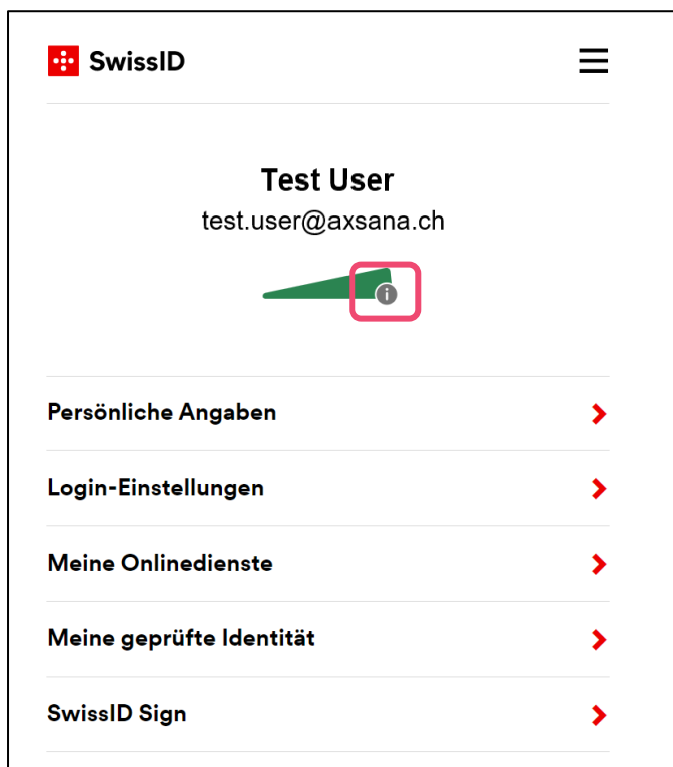 SwissID
Test User
test.user@axsana.ch
i
Persönliche Angaben
Login-Einstellungen
Meine Onlinedienste
Meine geprüfte Identität
SwissID Sign